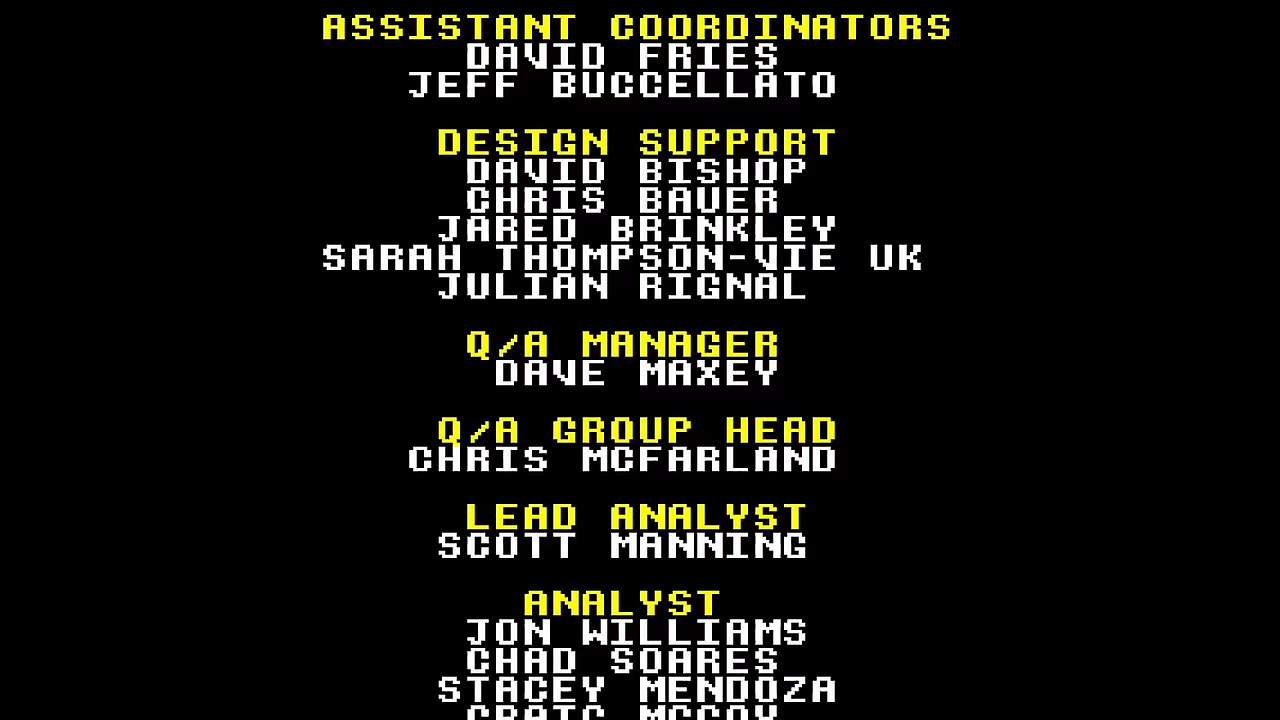 ASSISTANT COORDINATORS
DAVID FRIES
JEFF BUCCELLATO
DESIGN SUPPORT
DAVID BISHOP
CHRIS BAUER
JARED BRINKLEY
SARAH THOMPSON-VIE UK
JULIAN RIGNAL
Q/A MANAGER
DAVE MAXEY
Q/A GROUP HEAD
CHRIS MCFARLAND
LEAD ANALYST
SCOTT MANNING
ANALYST
JON WILLIAMS
CHAD SOARES
STACEY MENDOZA
CRAIG MCCOY